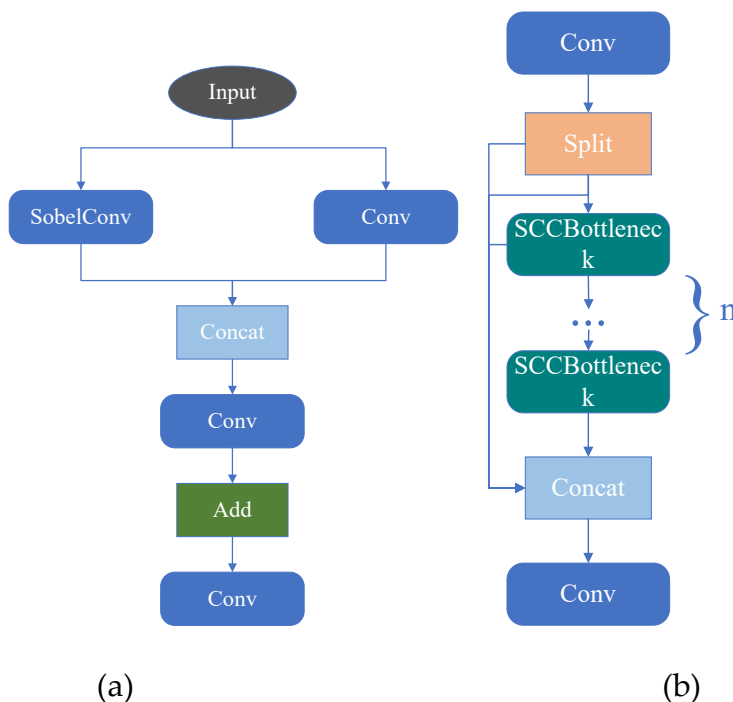 Input
SobelConv
Conv
Concat
Conv
Add
Conv
(a)
Conv
Split
SCCBottlenec
k
...
SCCBottlenec
k
} n
Concat
Conv
(b)